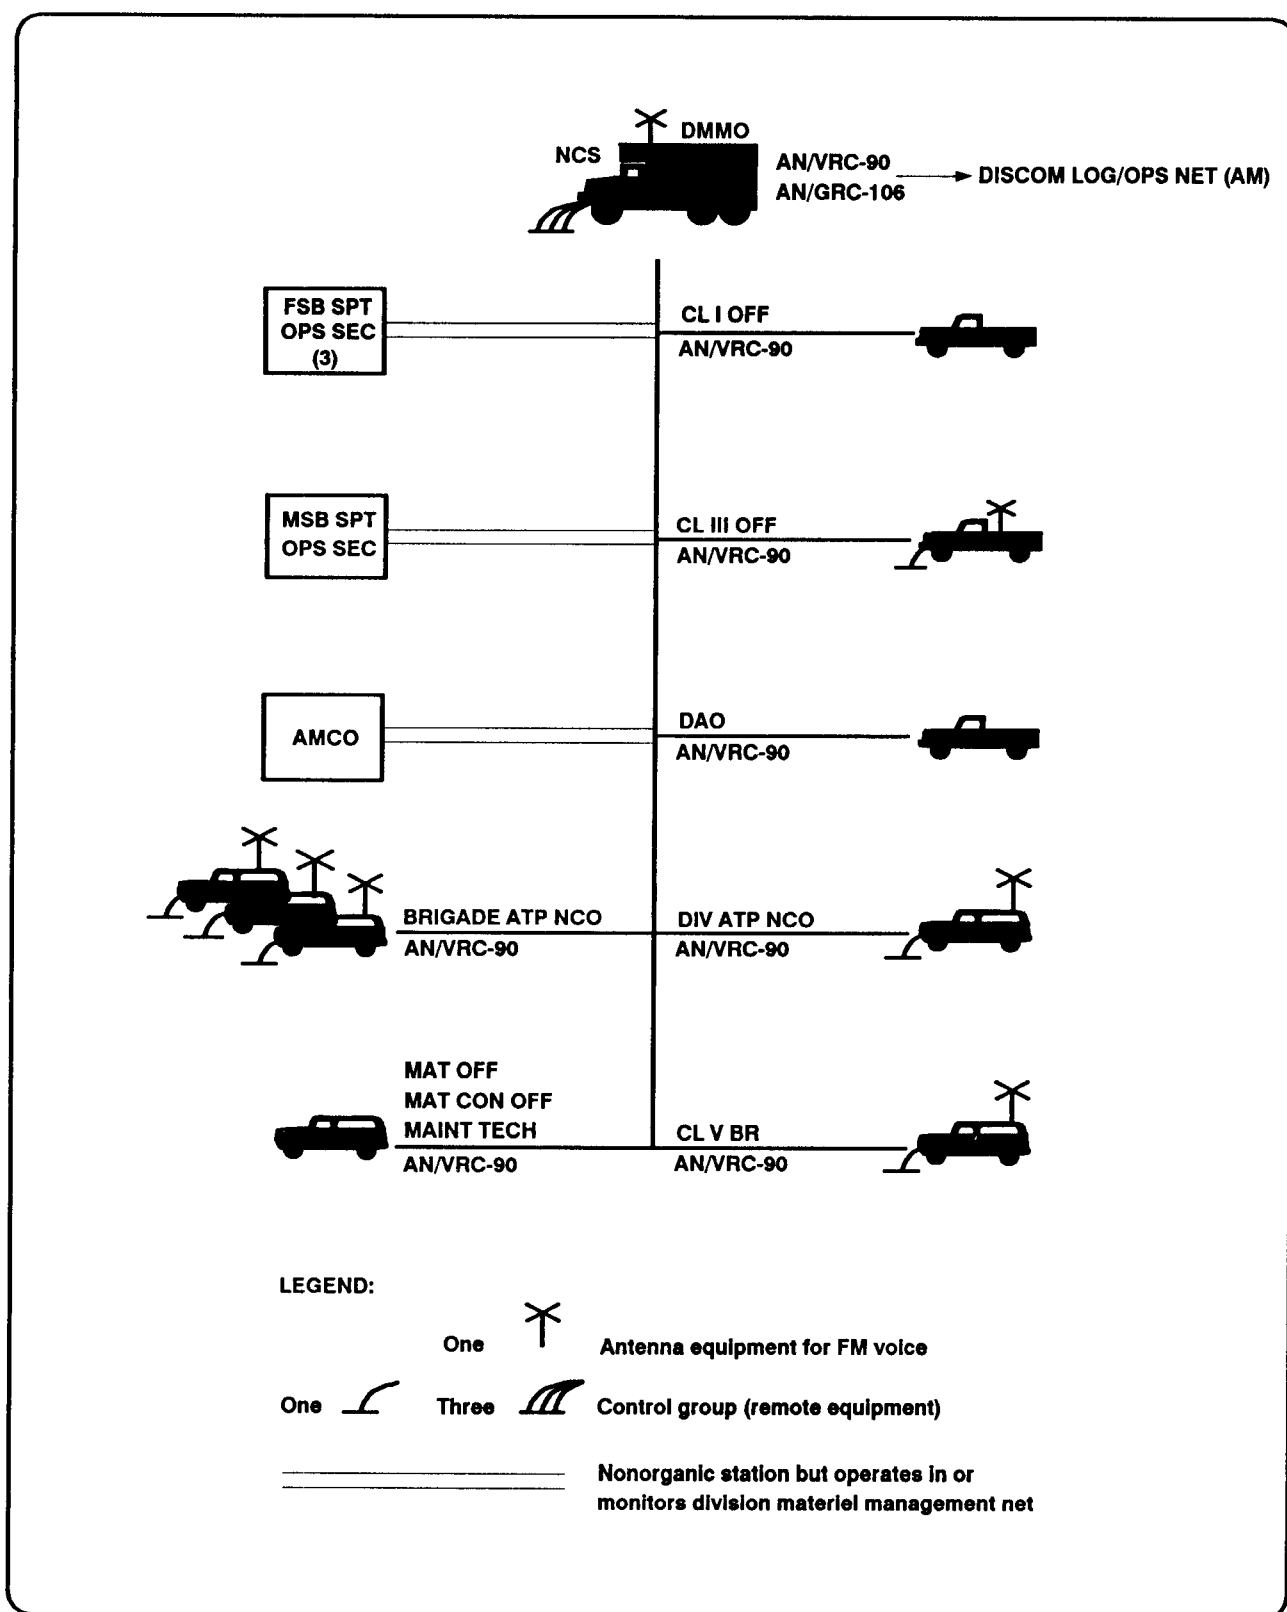 NCS
DMMO
AN/VRC-90
AN/GRC-106
DISCOM LOG/OPS NET (AM)
FSB SPT
OPS SEC
(3)
CL I OFF
AN/VRC-90
MSB SPT
OPS SEC
CL III OFF
AN/VRC-90
AMCO
DAO
AN/VRC-90
BRIGADE ATP NCO
AN/VRC-90
DIV ATP NCO
AN/VRC-90
MAT OFF
MAT CON OFF
MAINT TECH
AN/VRC-90
CL V BR
AN/VRC-90
LEGEND:
One
Antenna equipment for FM voice
One
Three
Control group (remote equipment)
Nonorganic station but operates in or
monitors division materiel management net